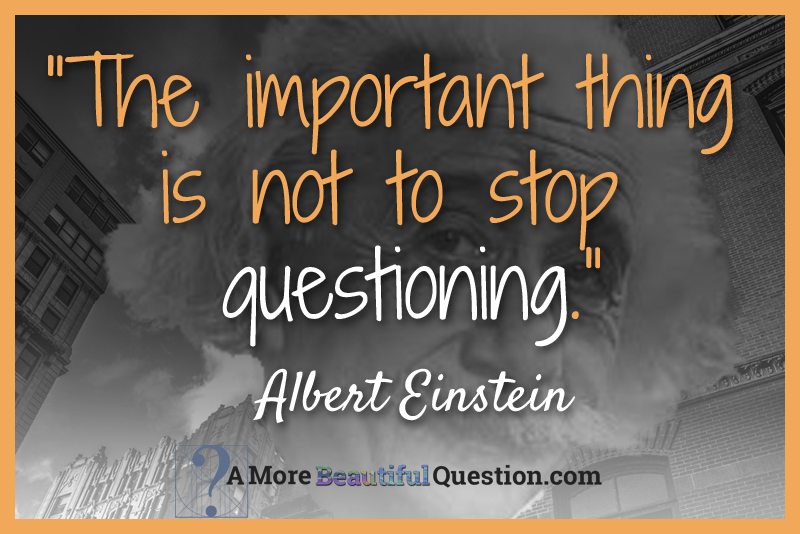 "The important thing
is not to stop
questioning."
Albert Einstein
?
A More Beautiful Question.com